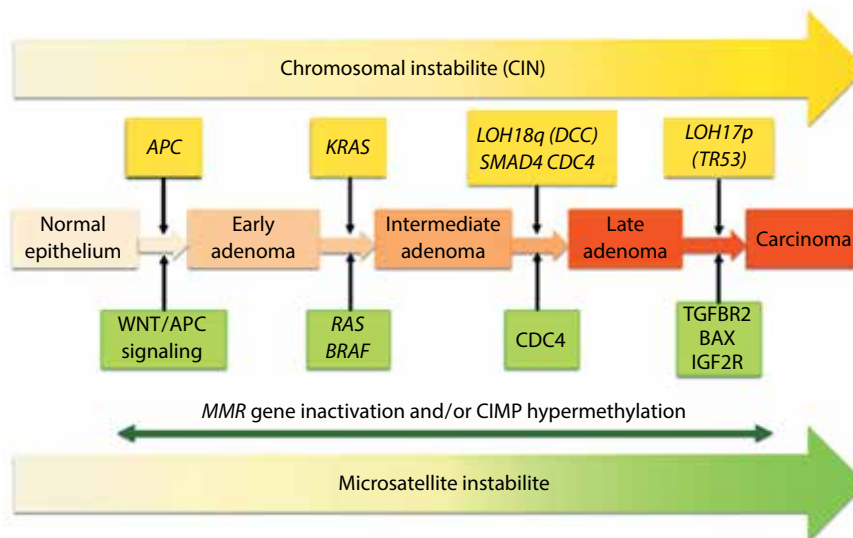 Chromosomal instabilite (CIN)
APC
KRAS
LOH18q (DCC)
SMAD4 CDC4
LOH17p
(TR53)
Normal
epithelium
Early
adenoma
Intermediate
adenoma
Late
adenoma
Carcinoma
WNT/APC
signaling
RAS
BRAF
CDC4
TGFBR2
BAX
IGF2R
MMR gene inactivation and/or CIMP hypermethylation
Microsatellite instabilite